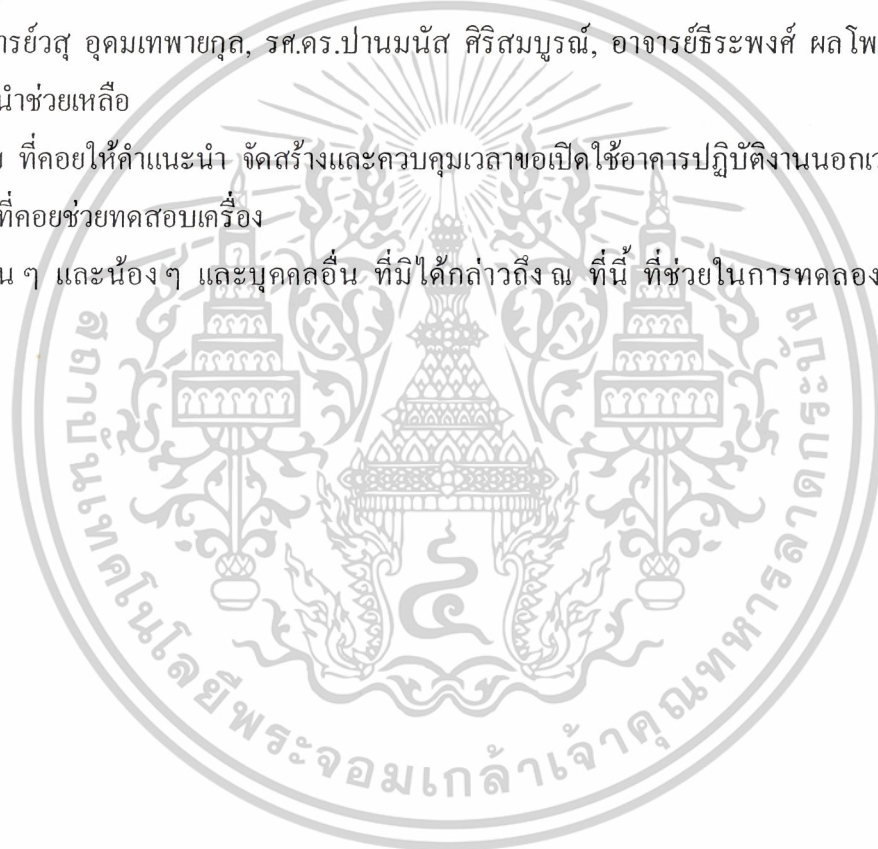 ารย์วสุ อุดมเทพายกุล, รศ.ดร.ปานมนัส ศิริสมบูรณ์, อาจารย์ธีระพงศ์ ผลโพ
นำช่วยเหลือ
ที่คอยให้คำแนะนำ จัดสร้างและควบคุมเวลาขอเปิดใช้อาคารปฏิบัติงานนอกเว
ที่คอยช่วยทดสอบเครื่อง
น ๆ และน้อง ๆ และบุคคลอื่น ที่มิได้กล่าวถึง ณ ที่นี้ ที่ช่วยในการทดลอง
สถาบันเทคโนโลยีพระจอมเกล้าเจ้าคุณทหารลาดกระบัง